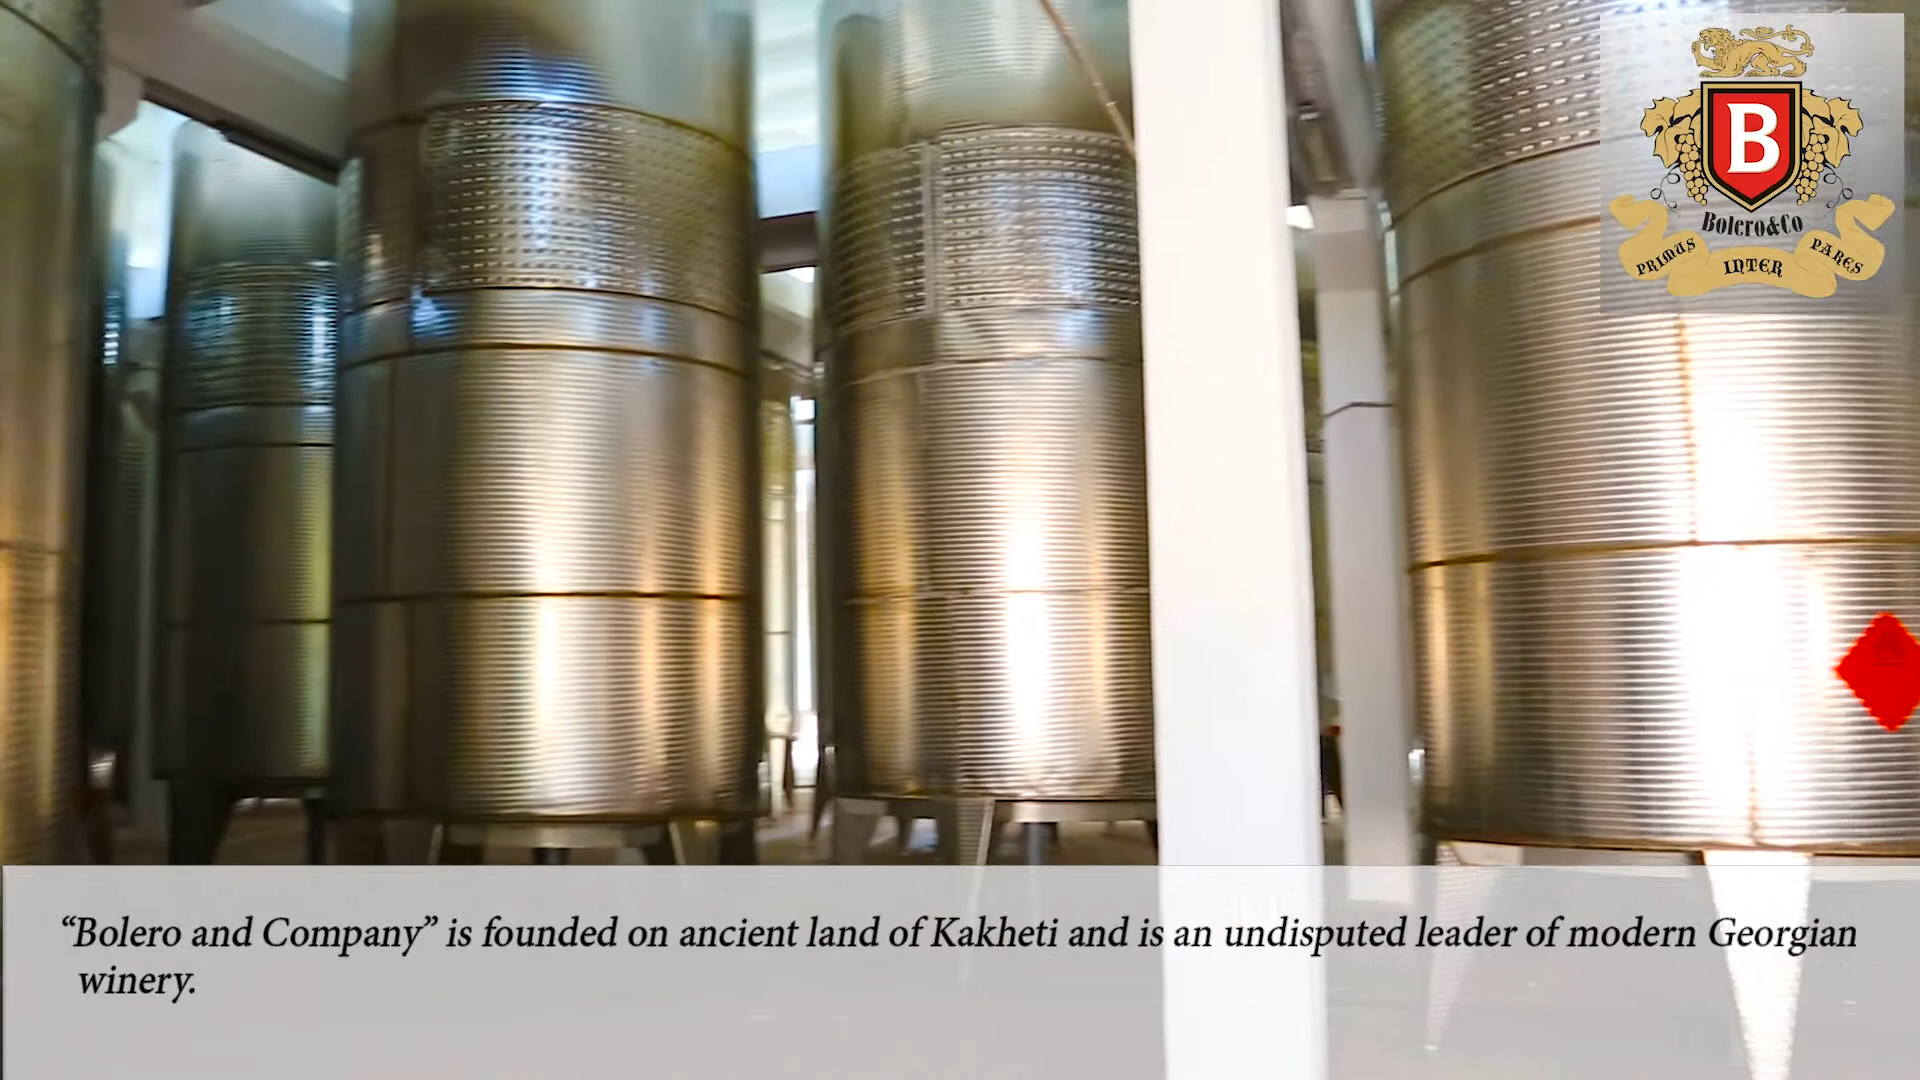 B
Bolero&Co
PRIMUS INTER PARES
“Bolero and Company” is founded on ancient land of Kakheti and is an undisputed leader of modern Georgian
winery.